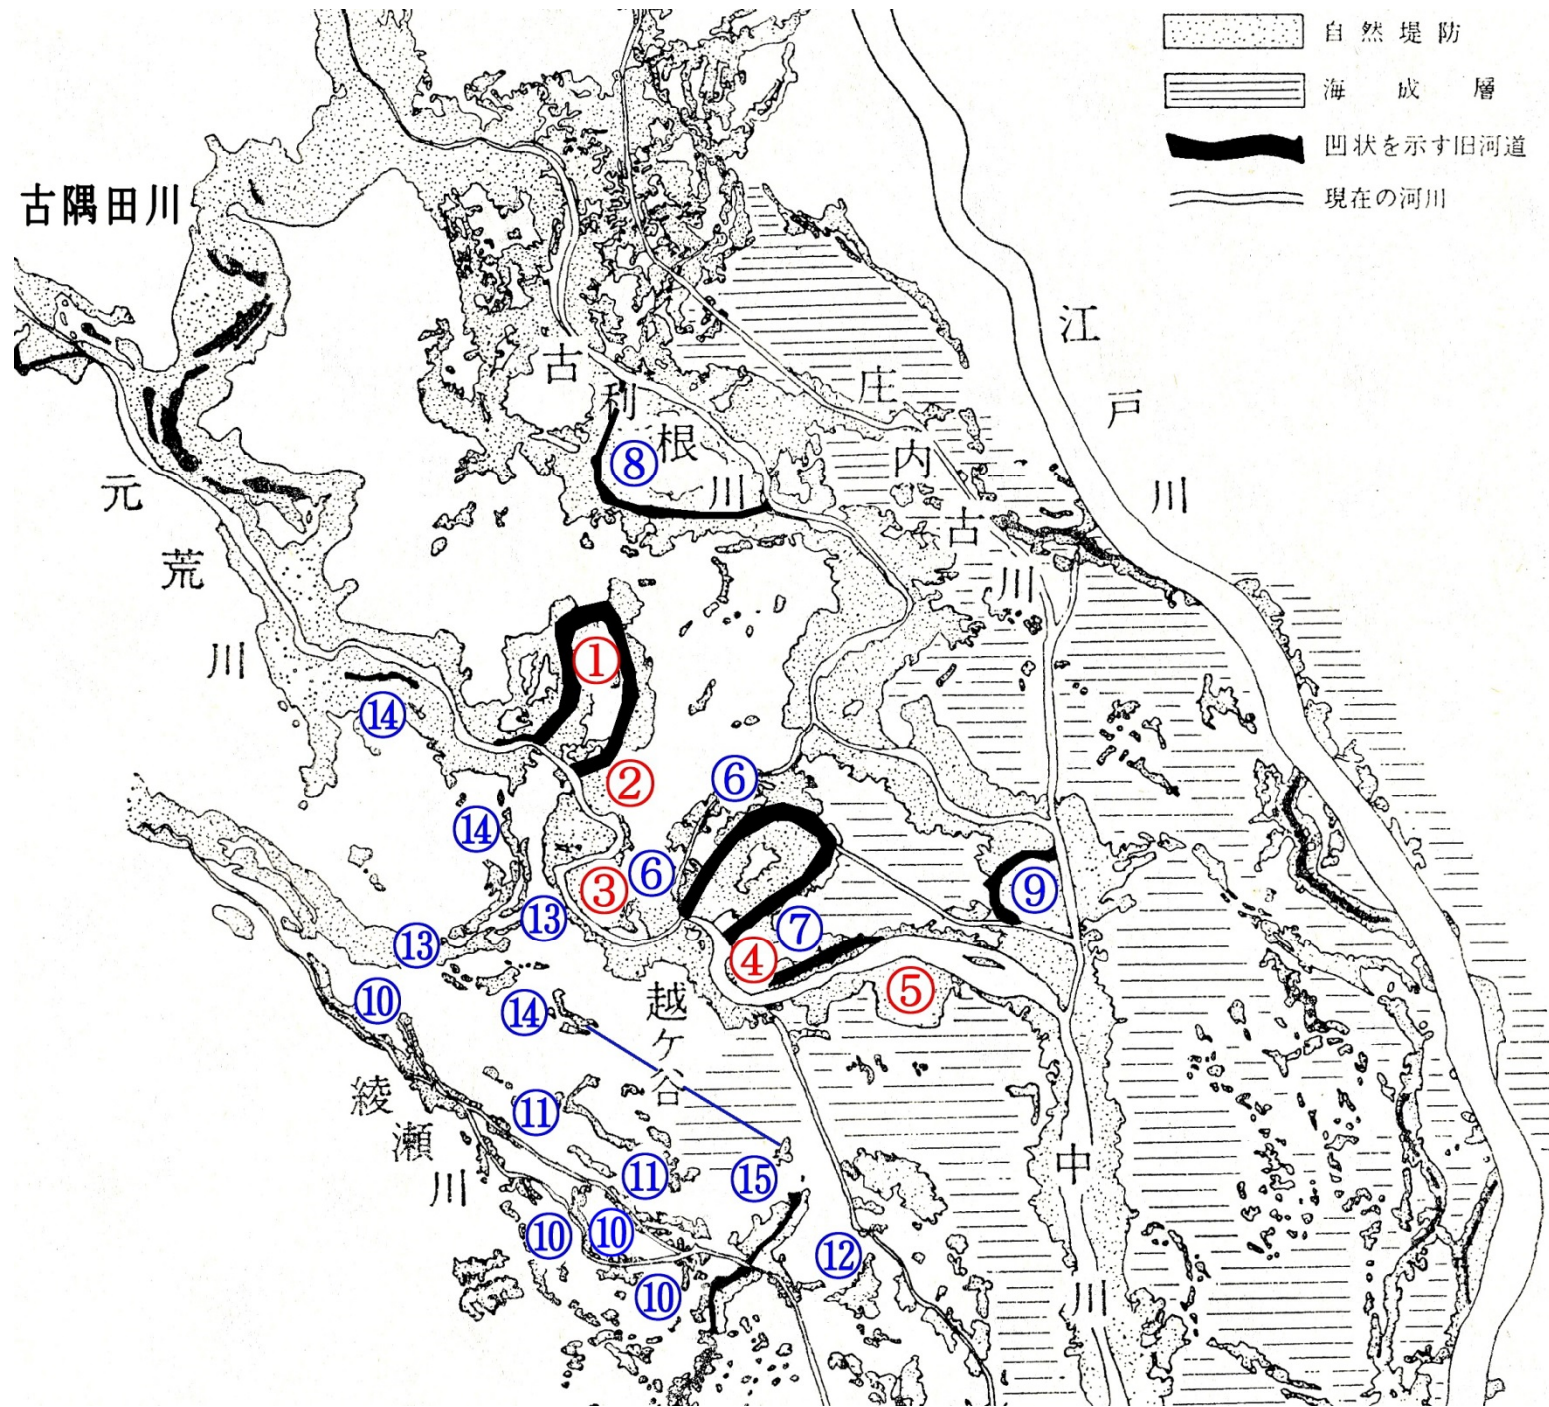 自然堤防
海成層
凹状を示す旧河道
現在の河川
古隅田川
元荒川
古利根川
庄内古川
江戸川
⑧
①
⑭
②
⑥
⑭
③
⑥
⑨
⑬
⑬
⑦
④
⑤
⑩
⑭
越ヶ谷
綾瀬川
⑪
⑪
⑮
中川
⑩
⑩
⑫
⑩